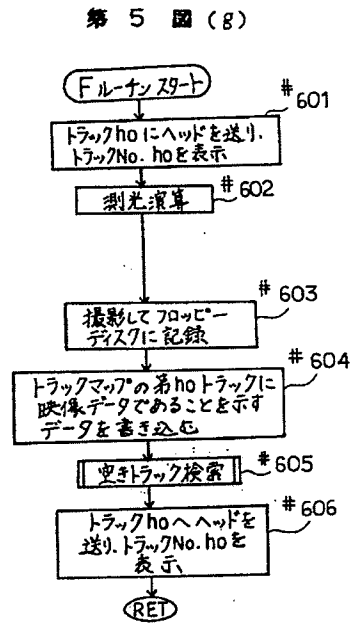 第 5 図 (g)
Fルーチン スタート
# 601
トラックhoにヘッドを送り、
トラックNo. hoを表示
# 602
測光演算
# 603
撮影してフロッピー
ディスクに記録
# 604
トラックマップの第hoトラックに
映像データであることを示す
データを書き込む
# 605
空きトラック検索
# 606
トラックhoへヘッドを
送り、トラックNo. hoを
表示、
RET